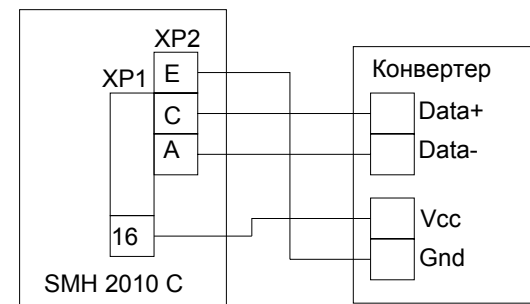 XP2
XP1
E
Конвертер
C
Data+
A
Data-
16
Vcc
Gnd
SMH 2010 C